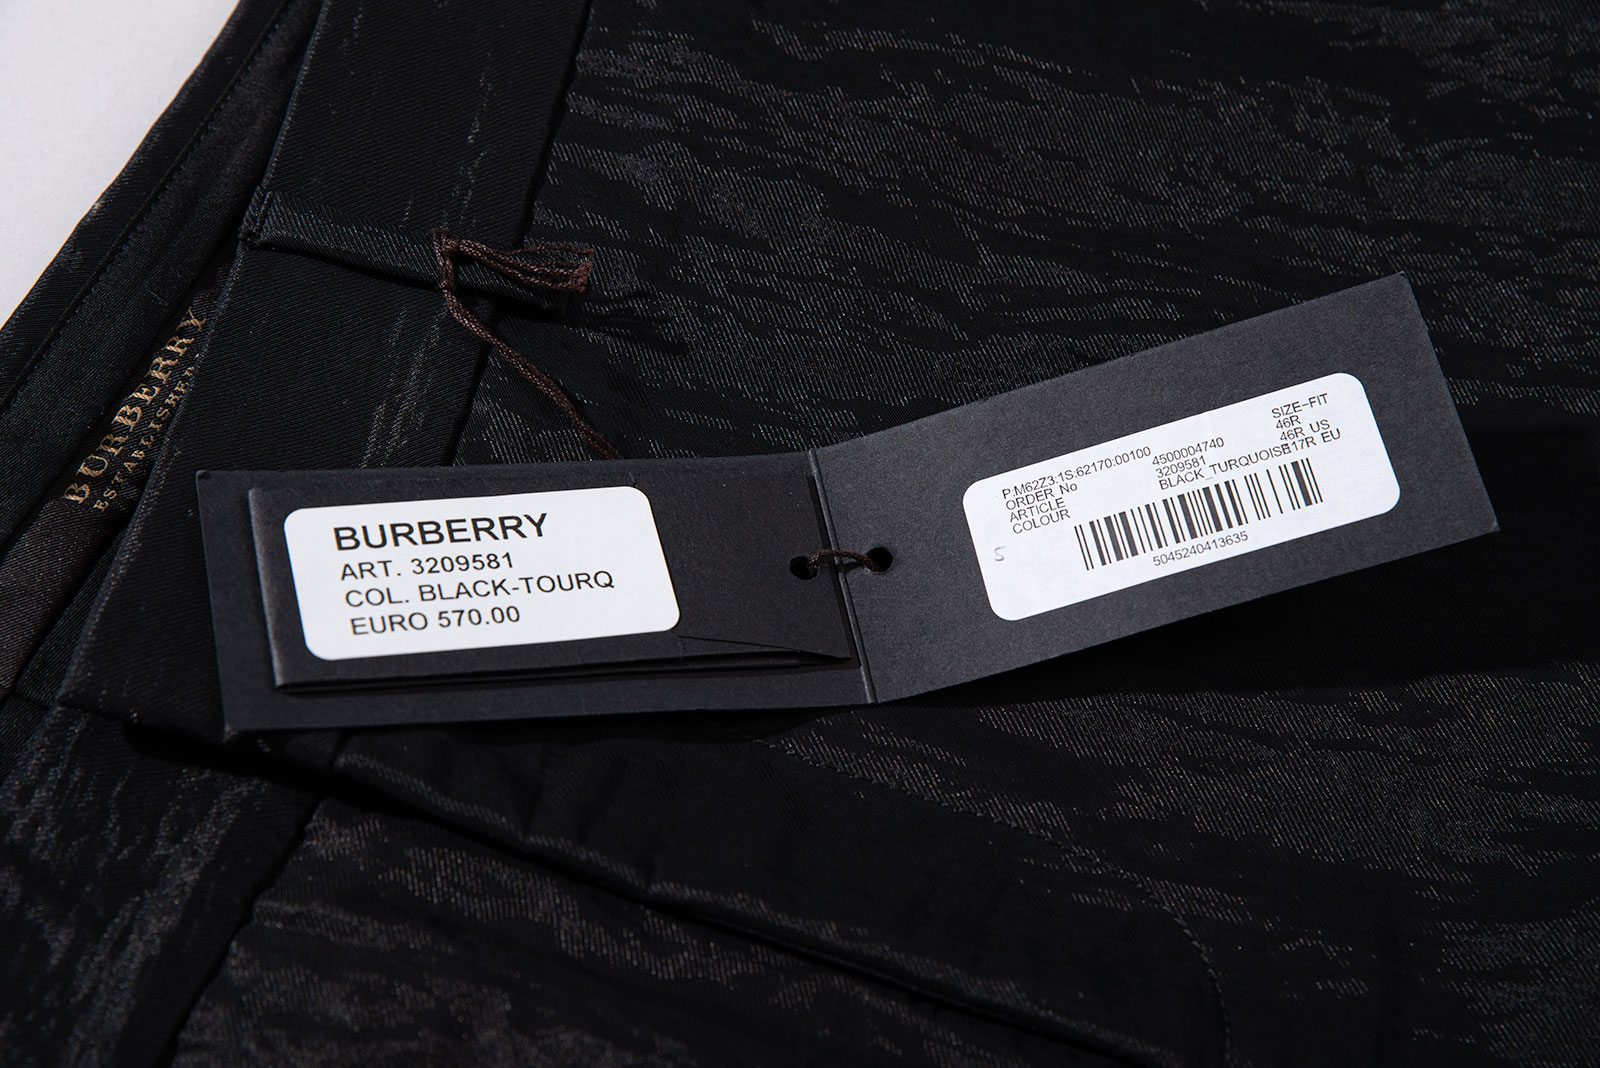 BURBERRY
ESTABLISHED
BURBERRY
ART. 3209581
COL. BLACK-TOURQ
EURO 570.00
P:M62Z3:1S:62170:00100
ORDER No 4500004740
ARTICLE 3209581
COLOUR BLACK_TURQUOISE
SIZE-FIT
46R
46R US
117R EU
5045240413635
S